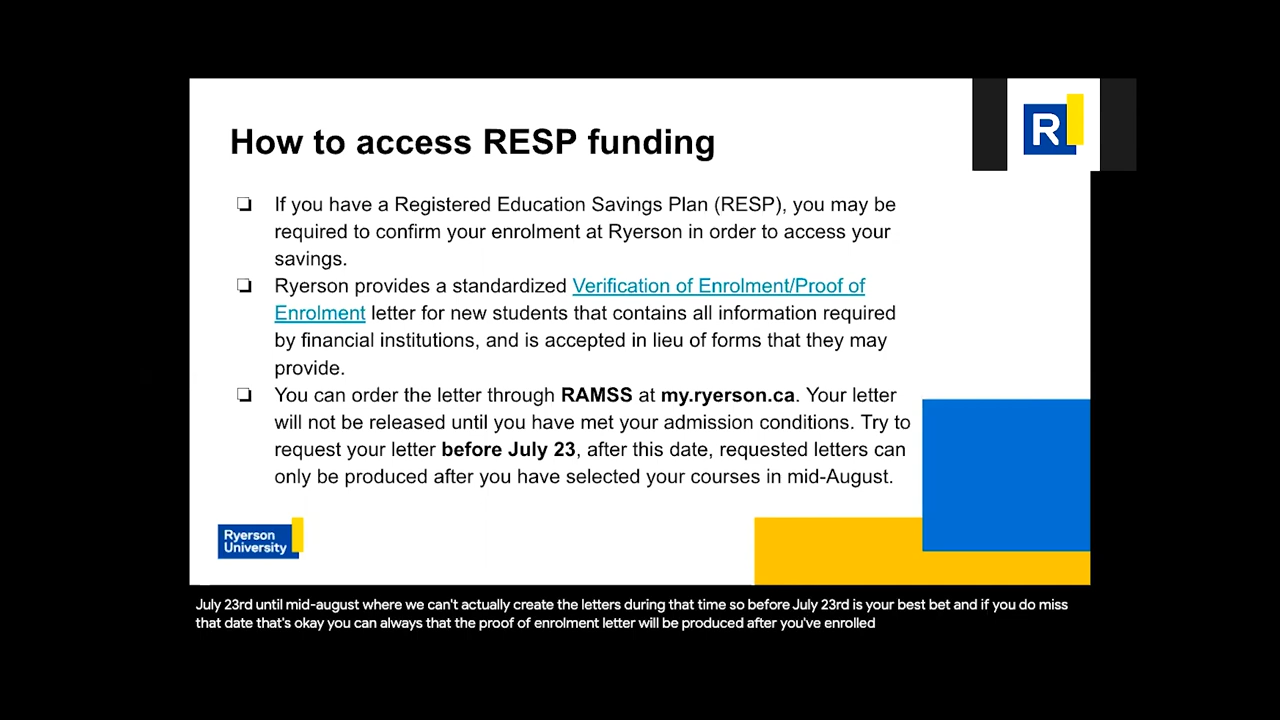 R
How to access RESP funding
❏ If you have a Registered Education Savings Plan (RESP), you may be
required to confirm your enrolment at Ryerson in order to access your
savings.
❏ Ryerson provides a standardized Verification of Enrolment/Proof of
Enrolment letter for new students that contains all information required
by financial institutions, and is accepted in lieu of forms that they may
provide.
❏ You can order the letter through RAMSS at my.ryerson.ca. Your letter
will not be released until you have met your admission conditions. Try to
request your letter before July 23, after this date, requested letters can
only be produced after you have selected your courses in mid-August.
Ryerson
University
July 23rd until mid-august where we can't actually create the letters during that time so before July 23rd is your best bet and if you do miss
that date that's okay you can always that the proof of enrolment letter will be produced after you've enrolled